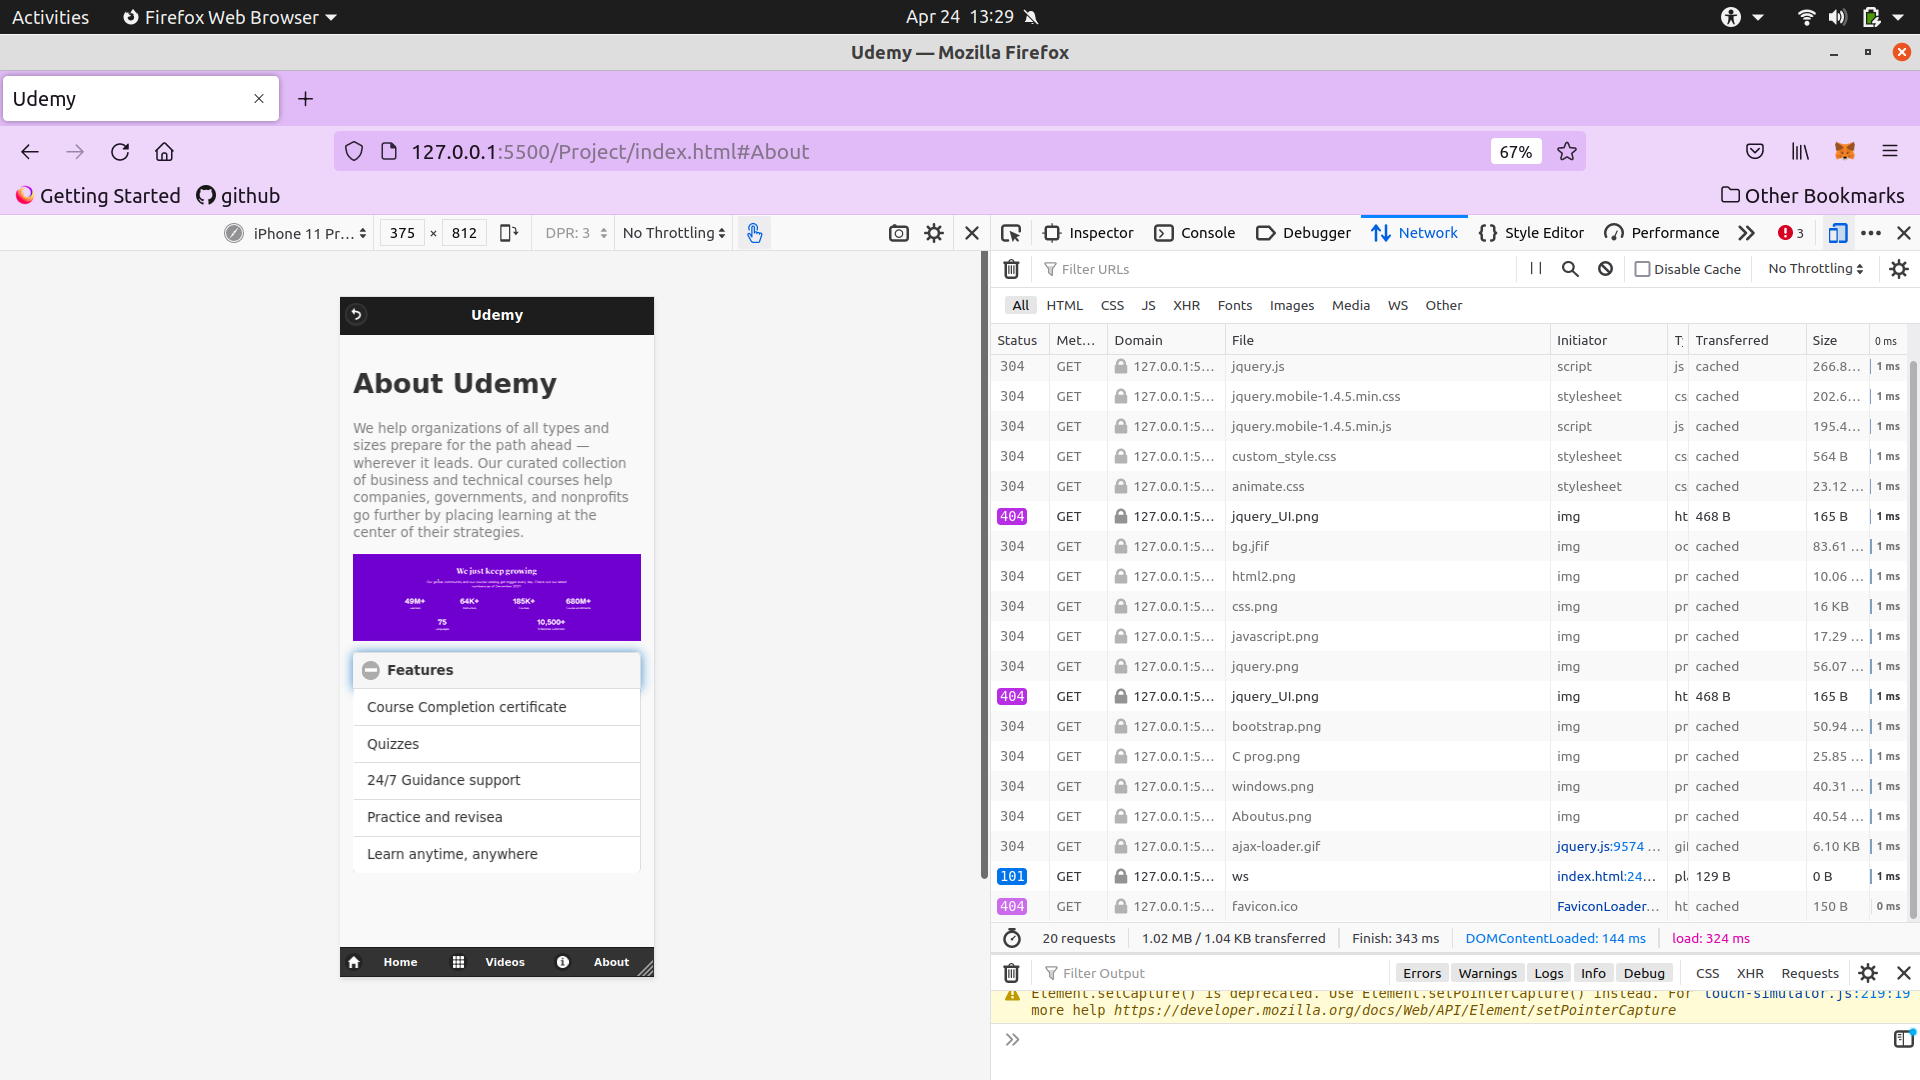 Activities
Firefox Web Browser
Apr 24 13:29
Udemy — Mozilla Firefox
Udemy
127.0.0.1:5500/Project/index.html#About
67%
Getting Started
github
Other Bookmarks
iPhone 11 Pr...
375 × 812
DPR: 3
No Throttling
Udemy
About Udemy
We help organizations of all types and
sizes prepare for the path ahead —
wherever it leads. Our curated collection
of business and technical courses help
companies, governments, and nonprofits
go further by placing learning at the
center of their strategies.
We just keep growing
49M+ 64K+ 185K+ 680M+
75 10,500+
Features
Course Completion certificate
Quizzes
24/7 Guidance support
Practice and revisea
Learn anytime, anywhere
Home Videos About
Inspector Console Debugger Network Style Editor Performance 3
Filter URLs
Disable Cache No Throttling
All HTML CSS JS XHR Fonts Images Media WS Other
Status Met... Domain File Initiator T Transferred Size 0 ms
304 GET 127.0.0.1:5... jquery.js script js cached 266.8... 1 ms
304 GET 127.0.0.1:5... jquery.mobile-1.4.5.min.css stylesheet cs cached 202.6... 1 ms
304 GET 127.0.0.1:5... jquery.mobile-1.4.5.min.js script js cached 195.4... 1 ms
304 GET 127.0.0.1:5... custom_style.css stylesheet cs cached 564 B 1 ms
304 GET 127.0.0.1:5... animate.css stylesheet cs cached 23.12 ... 1 ms
404 GET 127.0.0.1:5... jquery_UI.png img ht 468 B 165 B 1 ms
304 GET 127.0.0.1:5... bg.jfif img oc cached 83.61 ... 1 ms
304 GET 127.0.0.1:5... html2.png img pr cached 10.06 ... 1 ms
304 GET 127.0.0.1:5... css.png img pr cached 16 KB 1 ms
304 GET 127.0.0.1:5... javascript.png img pr cached 17.29 ... 1 ms
304 GET 127.0.0.1:5... jquery.png img pr cached 56.07 ... 1 ms
404 GET 127.0.0.1:5... jquery_UI.png img ht 468 B 165 B 1 ms
304 GET 127.0.0.1:5... bootstrap.png img pr cached 50.94 ... 1 ms
304 GET 127.0.0.1:5... C prog.png img pr cached 25.85 ... 1 ms
304 GET 127.0.0.1:5... windows.png img pr cached 40.31 ... 1 ms
304 GET 127.0.0.1:5... Aboutus.png img pr cached 40.54 ... 1 ms
304 GET 127.0.0.1:5... ajax-loader.gif jquery.js:9574 ... gif cached 6.10 KB 1 ms
101 GET 127.0.0.1:5... ws index.html:24... pl 129 B 0 B 1 ms
404 GET 127.0.0.1:5... favicon.ico FaviconLoader... ht cached 150 B 0 ms
20 requests 1.02 MB / 1.04 KB transferred Finish: 343 ms DOMContentLoaded: 144 ms load: 324 ms
Filter Output
Errors Warnings Logs Info Debug CSS XHR Requests
Element.setCapture() is deprecated. Use Element.setPointerCapture() instead. For touch-simulator.js:219:19
more help https://developer.mozilla.org/docs/Web/API/Element/setPointerCapture